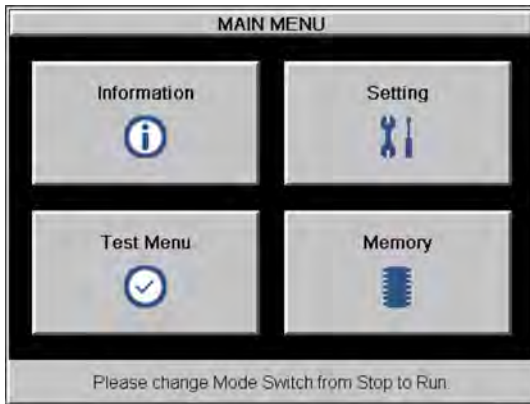 MAIN MENU
Information
Setting
Test Menu
Memory
Please change Mode Switch from Stop to Run